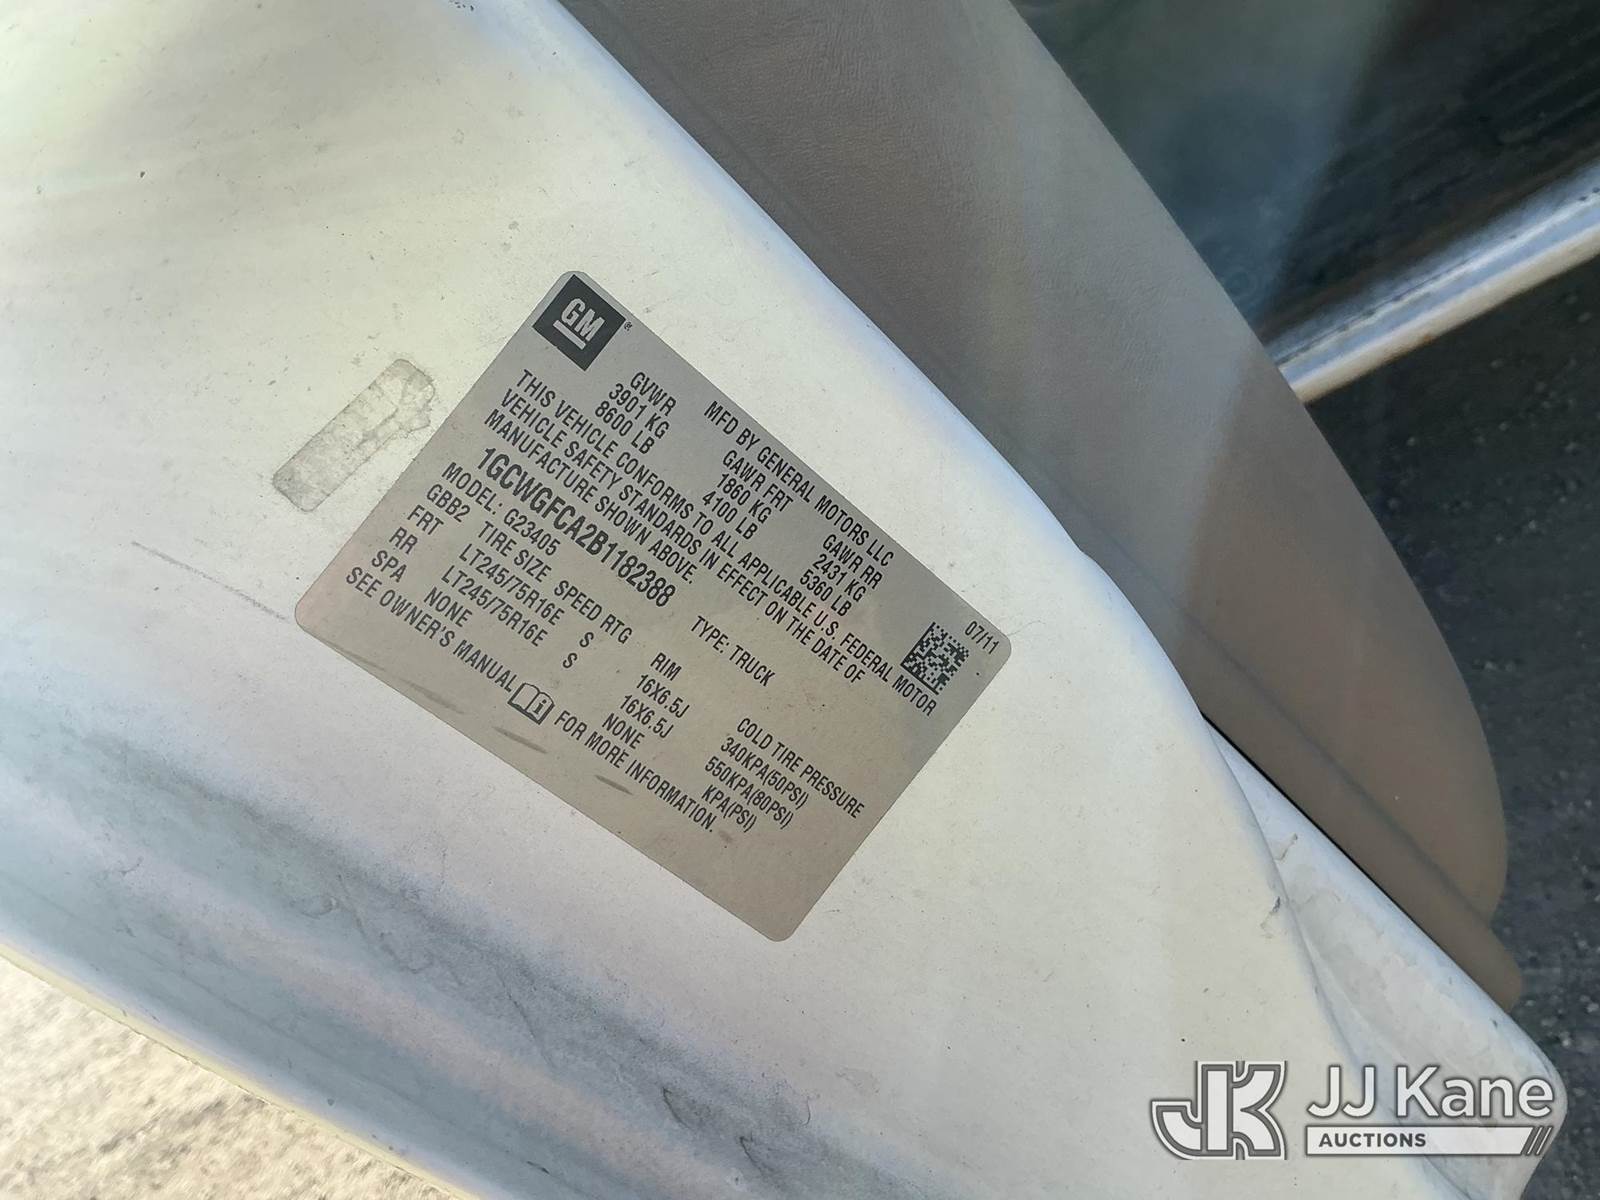 GM®
MFD BY GENERAL MOTORS LLC 07/11
GVWR GAWR FRT GAWR RR
3901 KG 1860 KG 2431 KG
8600 LB 4100 LB 5360 LB
THIS VEHICLE CONFORMS TO ALL APPLICABLE U.S. FEDERAL MOTOR
VEHICLE SAFETY STANDARDS IN EFFECT ON THE DATE OF
MANUFACTURE SHOWN ABOVE.
1GCWGFCA2B1182388 TYPE: TRUCK
MODEL: G23405
GBB2 TIRE SIZE SPEED RTG RIM COLD TIRE PRESSURE
FRT LT245/75R16E S 16X6.5J 340KPA(50PSI)
RR LT245/75R16E S 16X6.5J 550KPA(80PSI)
SPA NONE NONE KPA(PSI)
SEE OWNER'S MANUAL FOR MORE INFORMATION.
JK JJ Kane
AUCTIONS